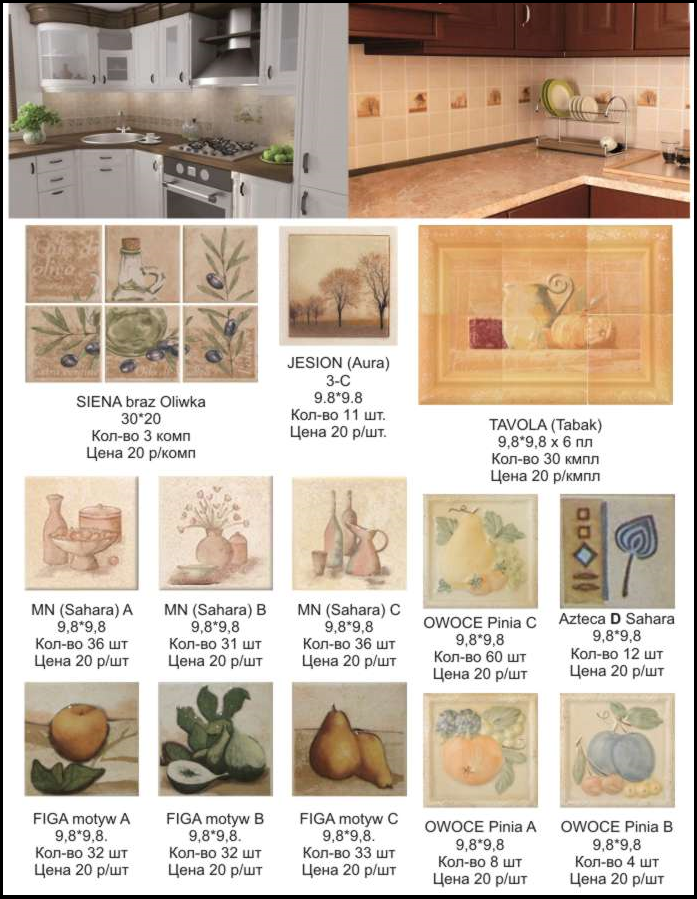 SIENA braz Oliwka
30*20
Кол-во 3 комп
Цена 20 р/комп
JESION (Aura)
3-C
9.8*9.8
Кол-во 11 шт.
Цена 20 р/шт.
TAVOLA (Tabak)
9,8*9,8 х 6 пл
Кол-во 30 кмпл
Цена 20 р/кмпл
MN (Sahara) A
9,8*9,8
Кол-во 36 шт
Цена 20 р/шт
MN (Sahara) B
9,8*9,8
Кол-во 31 шт
Цена 20 р/шт
MN (Sahara) C
9,8*9,8
Кол-во 36 шт
Цена 20 р/шт
OWOCE Pinia C
9,8*9,8
Кол-во 60 шт
Цена 20 р/шт
Azteca D Sahara
9,8*9,8
Кол-во 12 шт
Цена 20 р/шт
FIGA motyw A
9,8*9,8.
Кол-во 32 шт
Цена 20 р/шт
FIGA motyw B
9,8*9,8.
Кол-во 32 шт
Цена 20 р/шт
FIGA motyw C
9,8*9,8.
Кол-во 33 шт
Цена 20 р/шт
OWOCE Pinia A
9,8*9,8
Кол-во 8 шт
Цена 20 р/шт
OWOCE Pinia B
9,8*9,8
Кол-во 4 шт
Цена 20 р/шт